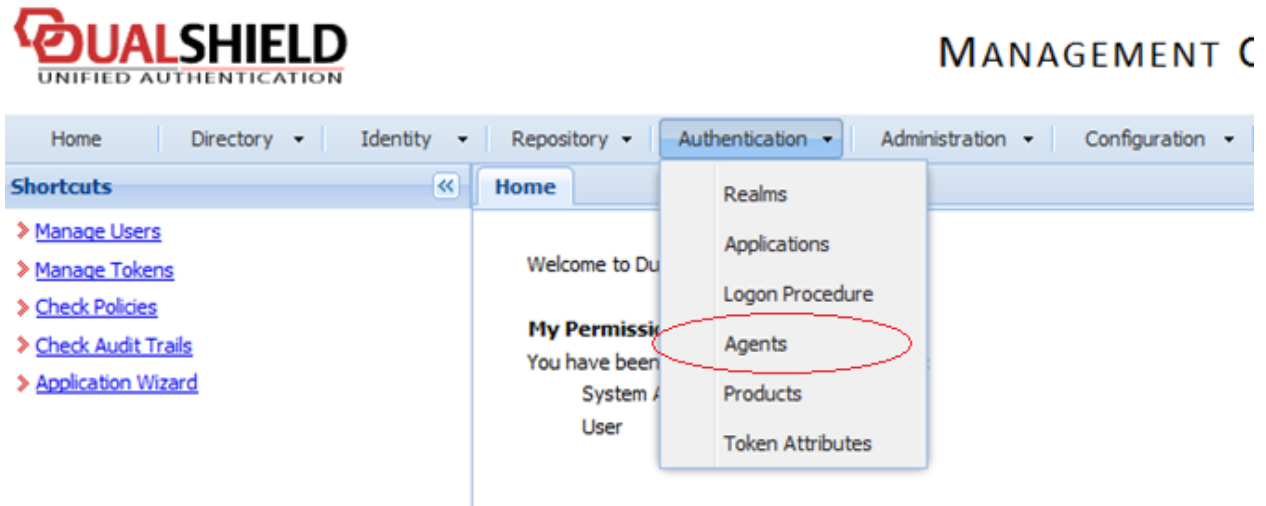 DUALSHIELD
UNIFIED AUTHENTICATION
MANAGEMENT
Home Directory Identity Repository Authentication Administration Configuration
Shortcuts
Home
Manage Users
Manage Tokens
Check Policies
Check Audit Trails
Application Wizard
Welcome to
My
You have been
System
User
Realms
Applications
Logon Procedure
Agents
Products
Token Attributes